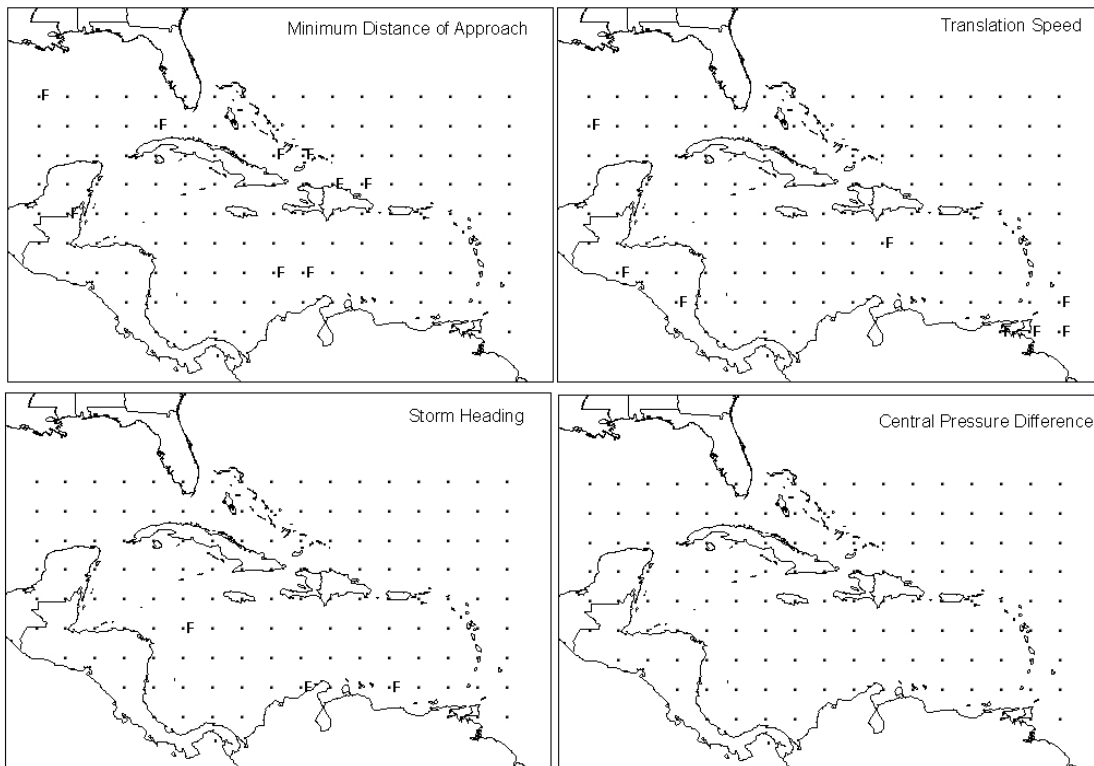 Minimum Distance of Approach
F
F
F
F F
F
F F
Translation Speed
F
F
F
F
F
F F F
Storm Heading
F
F F
Central Pressure Difference